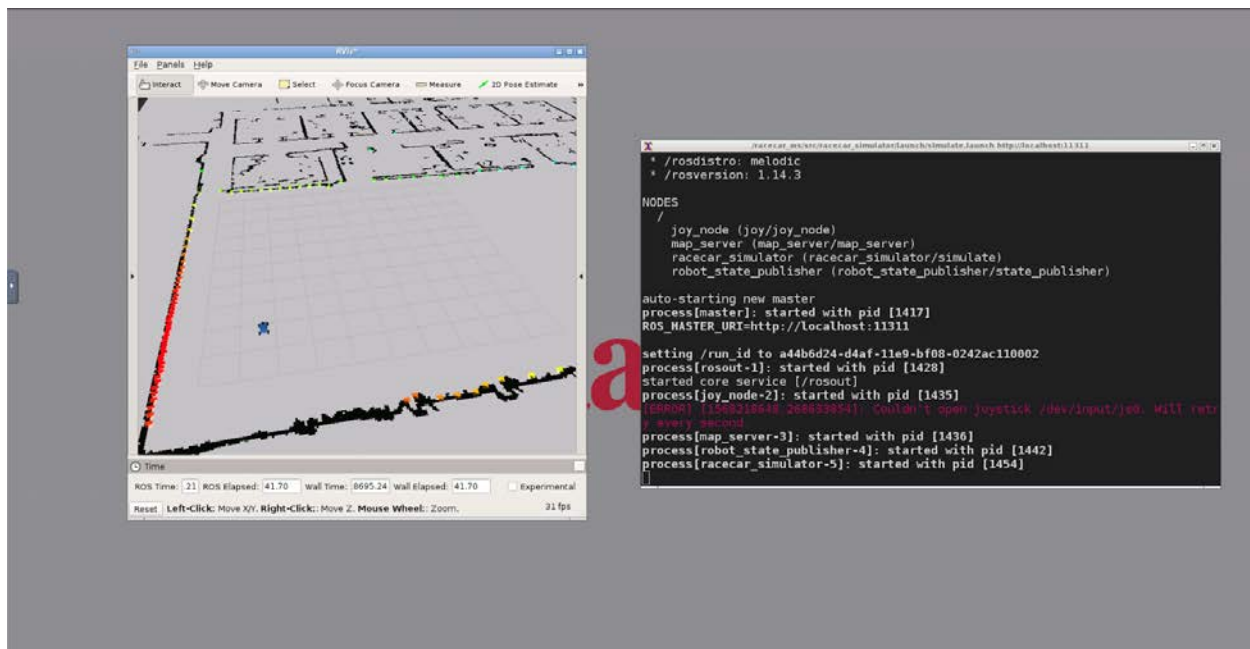 RViz*
File Panels Help
Interact Move Camera Select Focus Camera Measure 2D Pose Estimate »
Time
ROS Time: .21 ROS Elapsed: 41.70 Wall Time: 8695.24 Wall Elapsed: 41.70 Experimental
Reset Left-Click: Move X/Y. Right-Click:: Move Z. Mouse Wheel:: Zoom. 31 fps
a
/racecar_ws/src/racecar_simulator/launch/simulate.launch http://localhost:11311
* /rosdistro: melodic
* /rosversion: 1.14.3
NODES
/
joy_node (joy/joy_node)
map_server (map_server/map_server)
racecar_simulator (racecar_simulator/simulate)
robot_state_publisher (robot_state_publisher/state_publisher)
auto-starting new master
process[master]: started with pid [1417]
ROS_MASTER_URI=http://localhost:11311
setting /run_id to a44b6d24-d4af-11e9-bf08-0242ac110002
process[rosout-1]: started with pid [1428]
started core service [/rosout]
process[joy_node-2]: started with pid [1435]
[ERROR] [1568218648.268633854]: Couldn't open joystick /dev/input/js0. Will retr
y every second.
process[map_server-3]: started with pid [1436]
process[robot_state_publisher-4]: started with pid [1442]
process[racecar_simulator-5]: started with pid [1454]